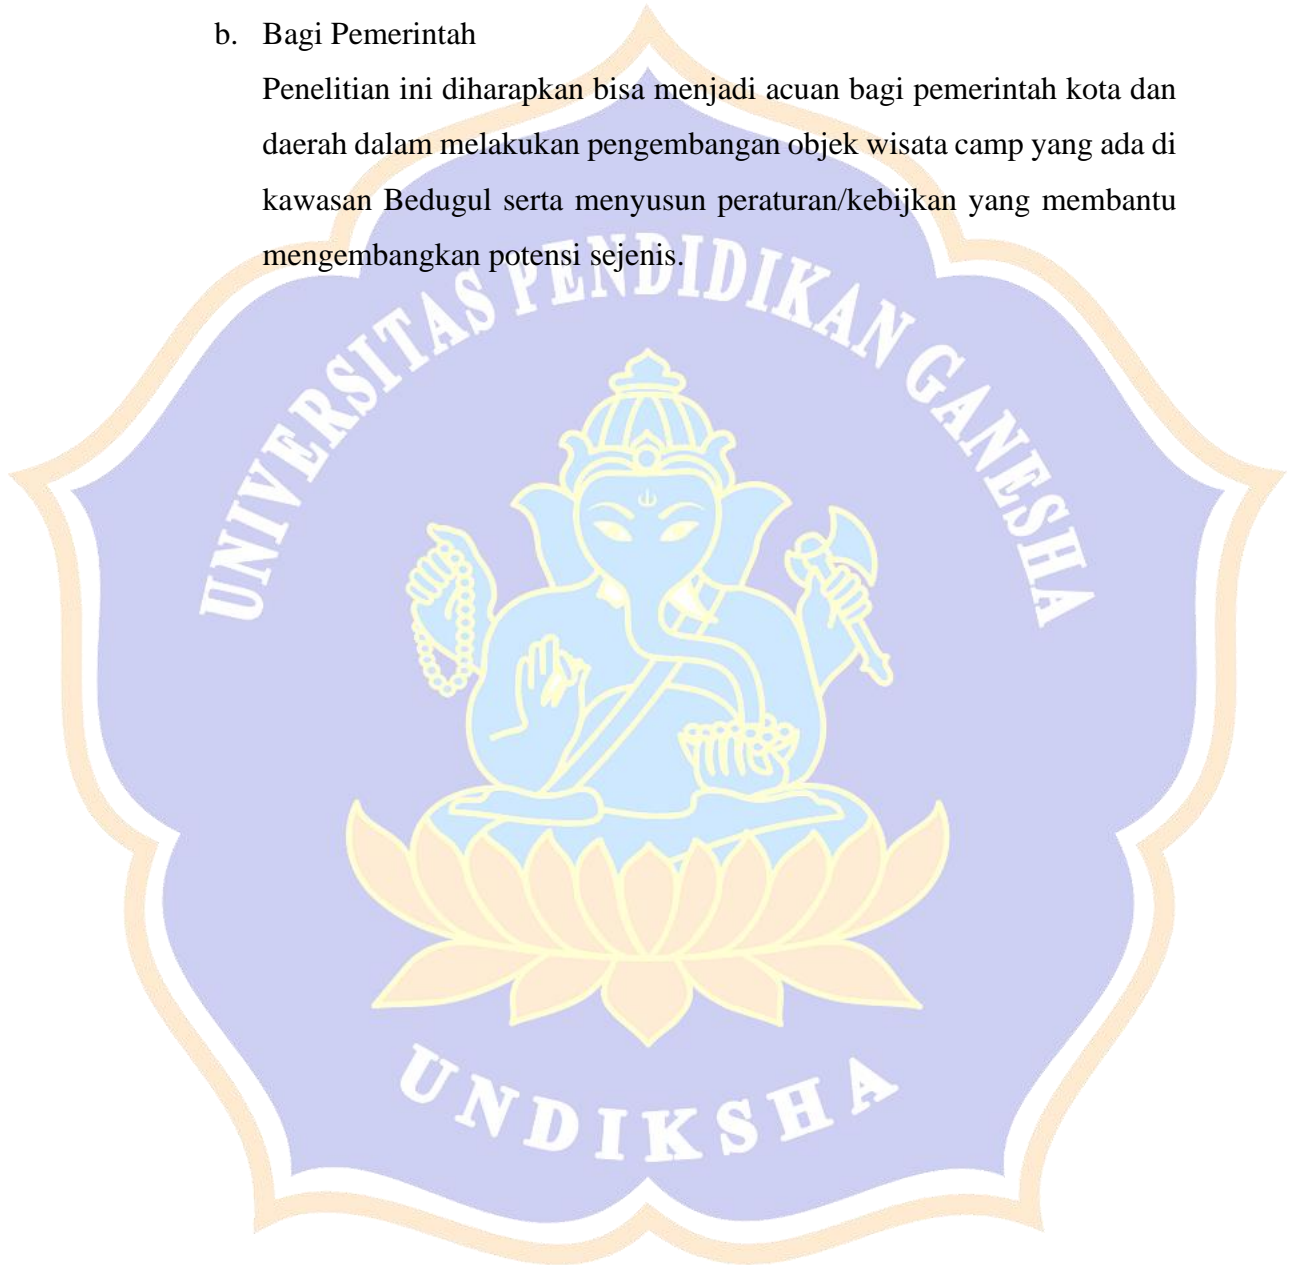 b. Bagi Pemerintah
Penelitian ini diharapkan bisa menjadi acuan bagi pemerintah kota dan
daerah dalam melakukan pengembangan objek wisata camp yang ada di
kawasan Bedugul serta menyusun peraturan/kebijkan yang membantu
mengembangkan potensi sejenis.
UNIVERSITAS PENDIDIKAN GANESHA
UNDIKSHA